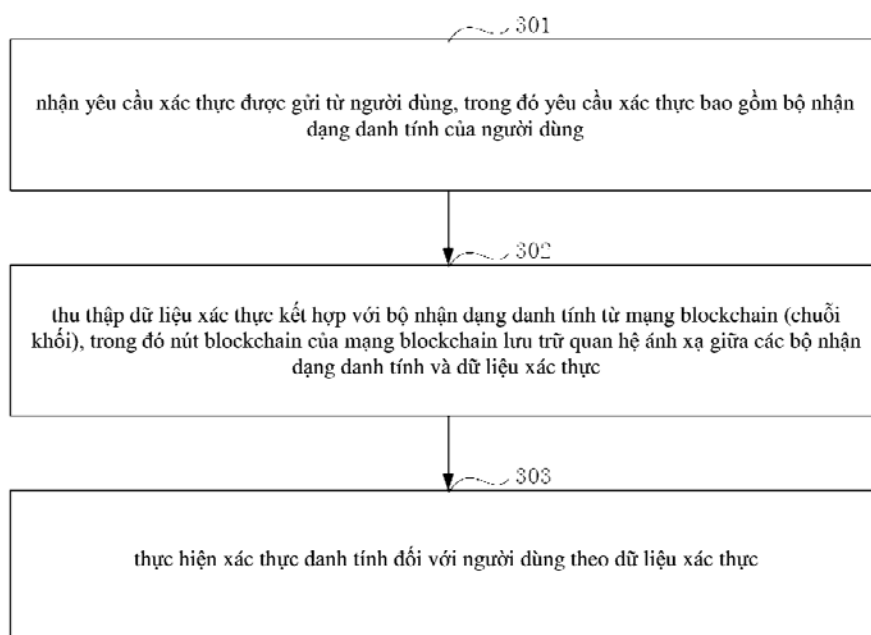 301
nhận yêu cầu xác thực được gửi từ người dùng, trong đó yêu cầu xác thực bao gồm bộ nhận
dạng danh tính của người dùng
302
thu thập dữ liệu xác thực kết hợp với bộ nhận dạng danh tính từ mạng blockchain (chuỗi
khối), trong đó nút blockchain của mạng blockchain lưu trữ quan hệ ánh xạ giữa các bộ nhận
dạng danh tính và dữ liệu xác thực
303
thực hiện xác thực danh tính đối với người dùng theo dữ liệu xác thực